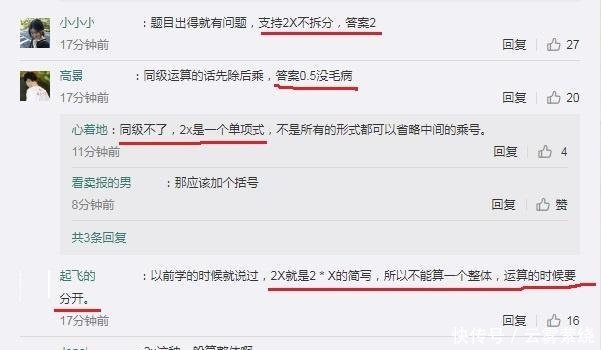 小小小 ：题目出得就有问题，支持2X不拆分，答案2
17分钟前 回复 27
高景 ：同级运算的话先除后乘，答案0.5没毛病
17分钟前 回复 20
心着地：同级不了，2x是一个单项式，不是所有的形式都可以省略中间的乘号。
11分钟前 回复 4
看卖报的男 ：那应该加个括号
8分钟前 回复 赞
共3条回复
起飞的 ：以前学的时候就说过，2X就是2 * X的简写，所以不能算一个整体，运算的时候要
分开。
17分钟前 回复 16
快传号 / 云雾萦绕